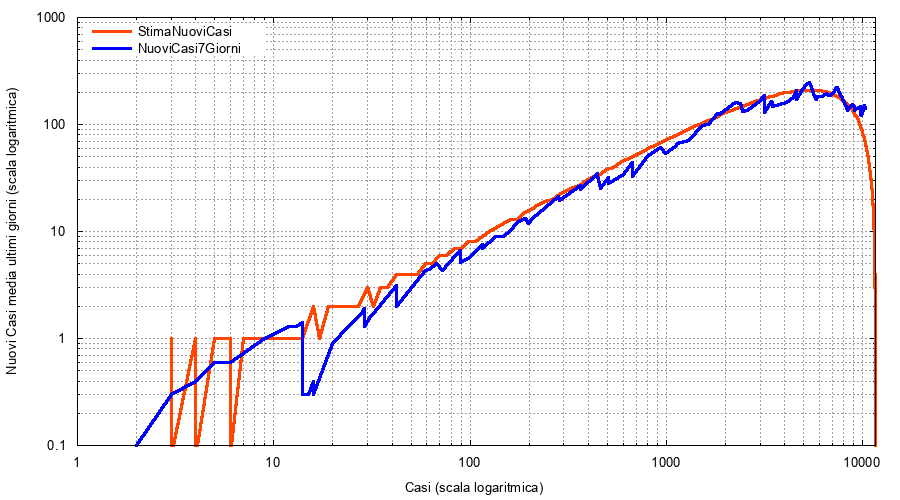 1000
StimaNuoviCasi
NuoviCasi7Giorni
100
10
1
0.1
Nuovi Casi media ultimi giorni (scala logaritmica)
1 10 100 1000 10000
Casi (scala logaritmica)